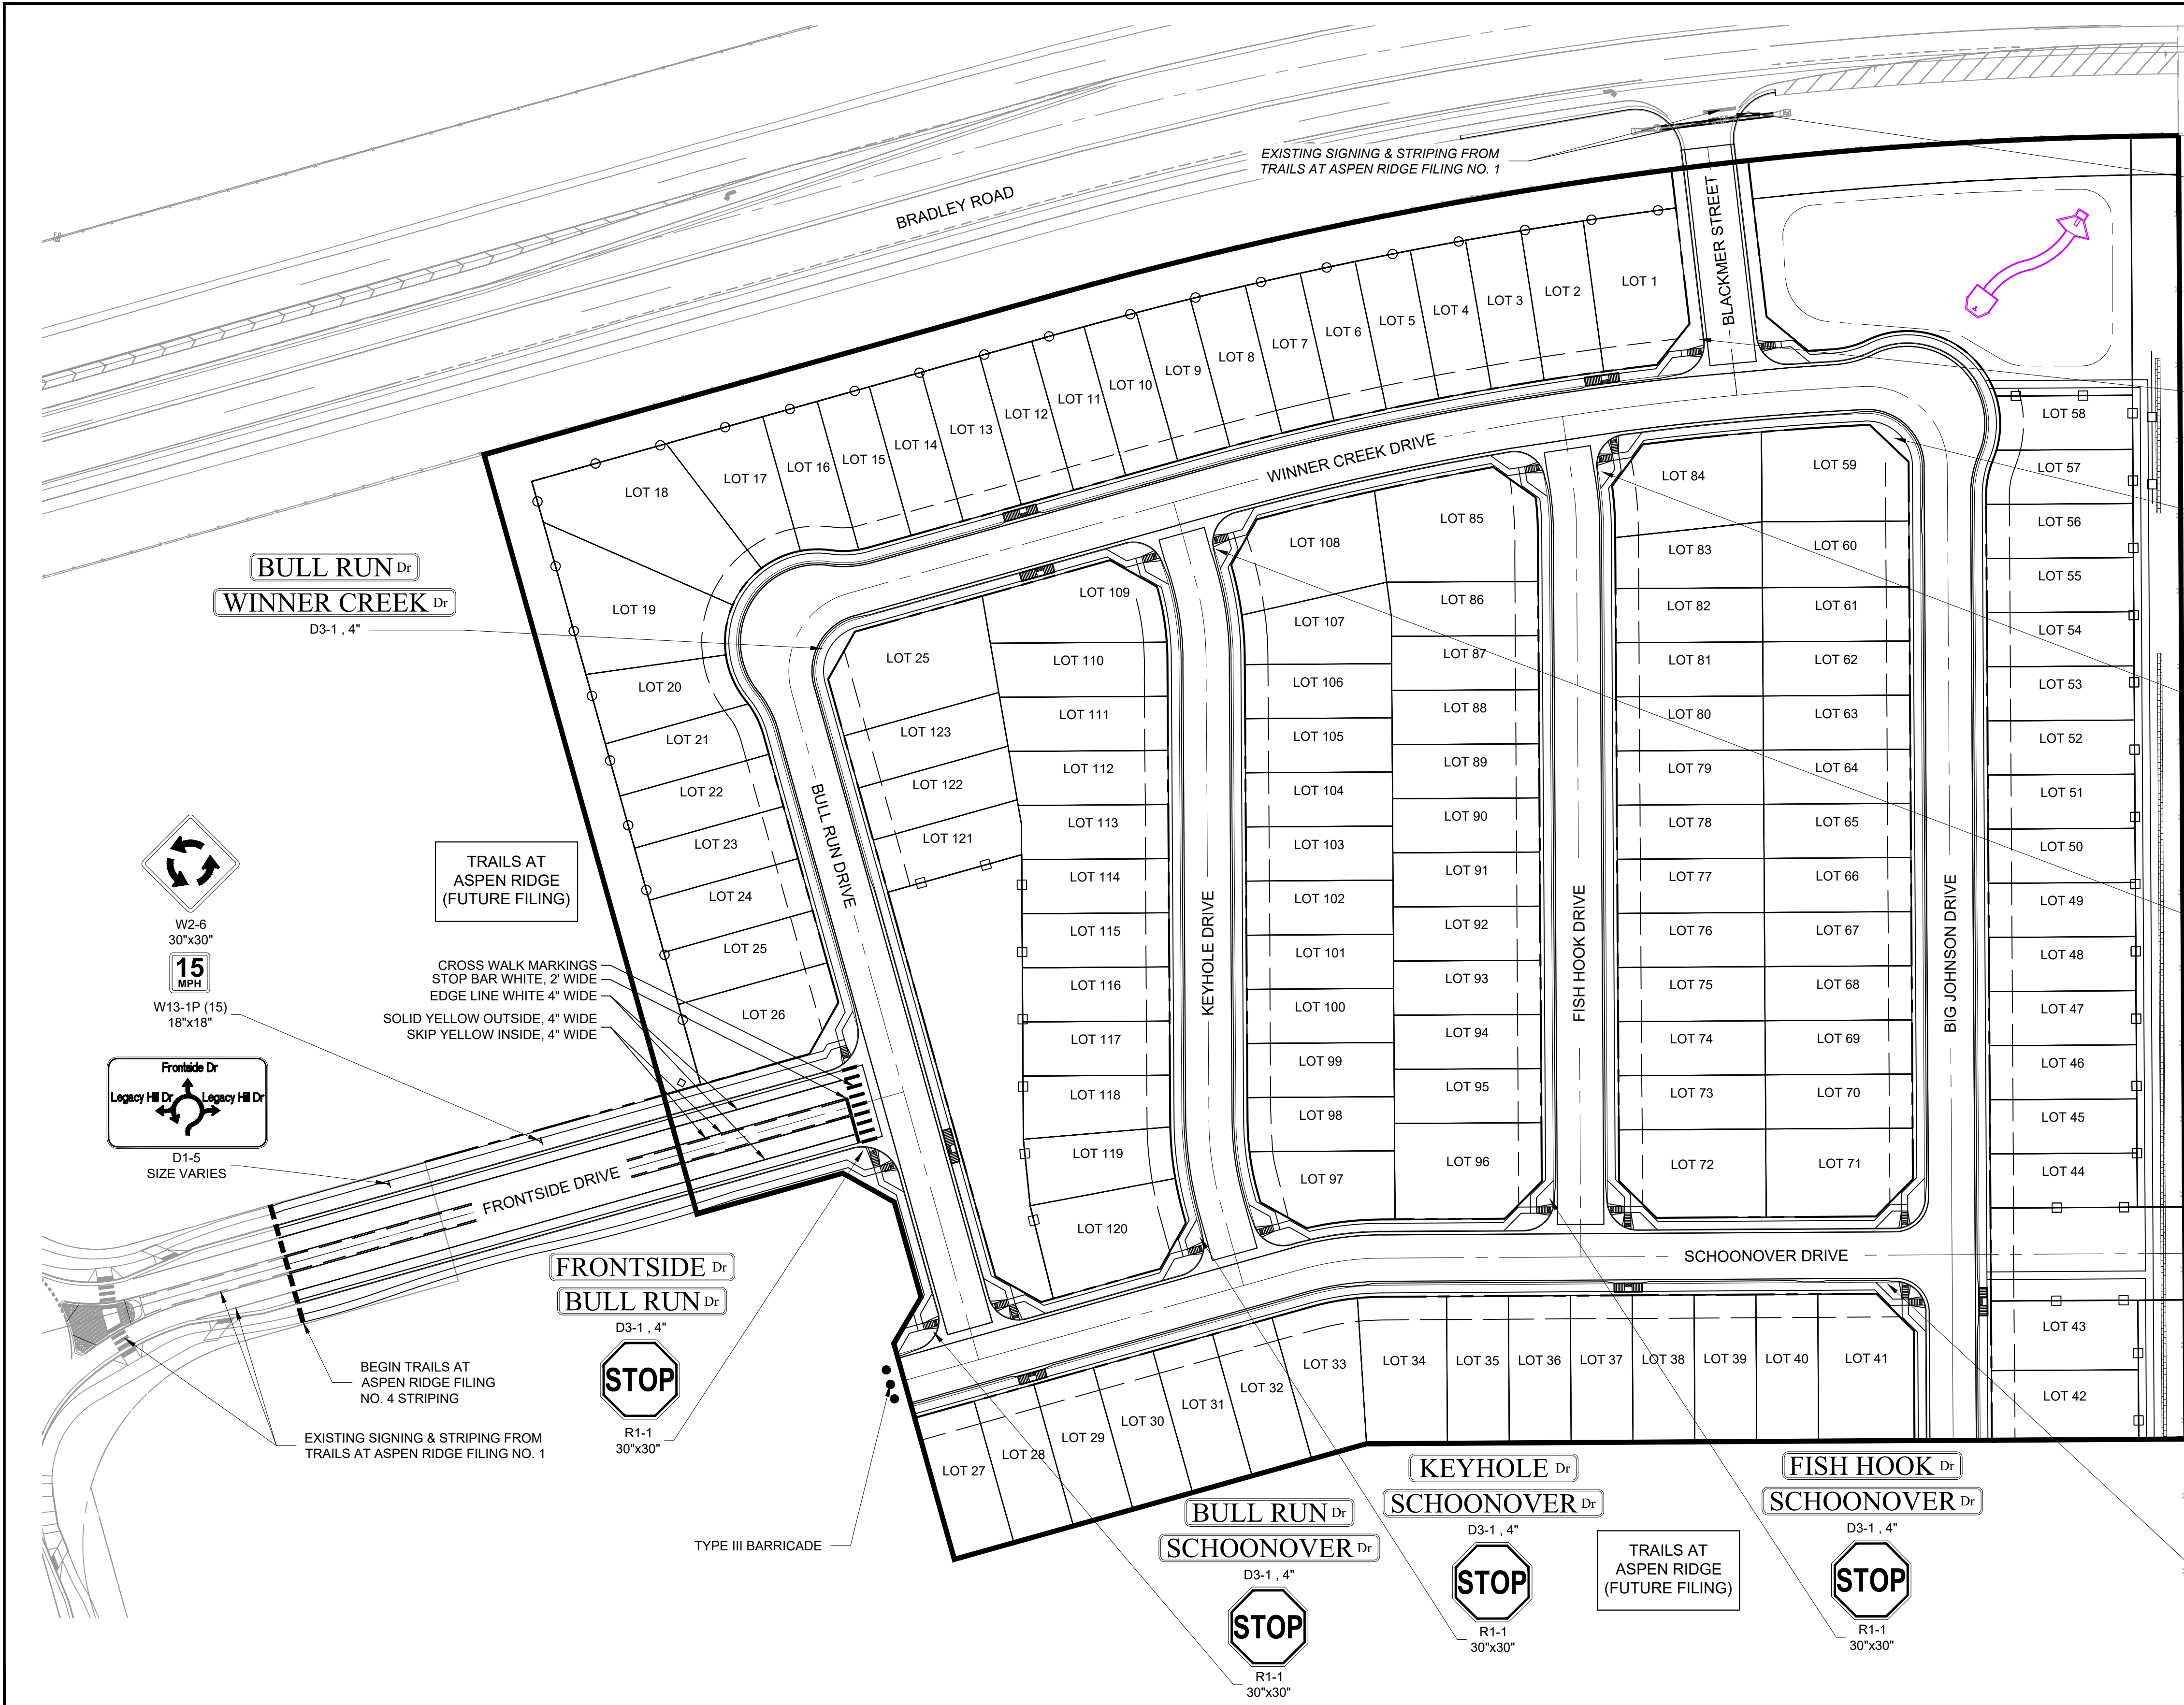 BRADLEY ROAD
EXISTING SIGNING & STRIPING FROM
TRAILS AT ASPEN RIDGE FILING NO. 1
BLACKMER STREET
LOT 1
LOT 2
LOT 3
LOT 4
LOT 5
LOT 6
LOT 7
LOT 8
LOT 9
LOT 10
LOT 11
LOT 12
LOT 13
LOT 14
LOT 15
LOT 16
LOT 17
LOT 18
LOT 19
LOT 20
LOT 21
LOT 22
LOT 23
LOT 24
LOT 25
LOT 26
WINNER CREEK DRIVE
BULL RUN Dr
WINNER CREEK Dr
D3-1 , 4"
BULL RUN DRIVE
LOT 25
LOT 123
LOT 122
LOT 121
LOT 109
LOT 110
LOT 111
LOT 112
LOT 113
LOT 114
LOT 115
LOT 116
LOT 117
LOT 118
LOT 119
LOT 120
KEYHOLE DRIVE
LOT 108
LOT 107
LOT 106
LOT 105
LOT 104
LOT 103
LOT 102
LOT 101
LOT 100
LOT 99
LOT 98
LOT 97
LOT 85
LOT 86
LOT 87
LOT 88
LOT 89
LOT 90
LOT 91
LOT 92
LOT 93
LOT 94
LOT 95
LOT 96
FISH HOOK DRIVE
LOT 84
LOT 83
LOT 82
LOT 81
LOT 80
LOT 79
LOT 78
LOT 77
LOT 76
LOT 75
LOT 74
LOT 73
LOT 72
LOT 59
LOT 60
LOT 61
LOT 62
LOT 63
LOT 64
LOT 65
LOT 66
LOT 67
LOT 68
LOT 69
LOT 70
LOT 71
BIG JOHNSON DRIVE
LOT 58
LOT 57
LOT 56
LOT 55
LOT 54
LOT 53
LOT 52
LOT 51
LOT 50
LOT 49
LOT 48
LOT 47
LOT 46
LOT 45
LOT 44
LOT 43
LOT 42
SCHOONOVER DRIVE
LOT 27
LOT 28
LOT 29
LOT 30
LOT 31
LOT 32
LOT 33
LOT 34
LOT 35
LOT 36
LOT 37
LOT 38
LOT 39
LOT 40
LOT 41
W2-6
30"x30"
15
MPH
W13-1P (15)
18"x18"
Frontside Dr
Legacy Hill Dr
Legacy Hill Dr
D1-5
SIZE VARIES
TRAILS AT
ASPEN RIDGE
(FUTURE FILING)
CROSS WALK MARKINGS
STOP BAR WHITE, 2' WIDE
EDGE LINE WHITE 4" WIDE
SOLID YELLOW OUTSIDE, 4" WIDE
SKIP YELLOW INSIDE, 4" WIDE
FRONTSIDE DRIVE
FRONTSIDE Dr
BULL RUN Dr
D3-1 , 4"
STOP
R1-1
30"x30"
BEGIN TRAILS AT
ASPEN RIDGE FILING
NO. 4 STRIPING
EXISTING SIGNING & STRIPING FROM
TRAILS AT ASPEN RIDGE FILING NO. 1
TYPE III BARRICADE
BULL RUN Dr
SCHOONOVER Dr
D3-1 , 4"
STOP
R1-1
30"x30"
KEYHOLE Dr
SCHOONOVER Dr
D3-1 , 4"
STOP
R1-1
30"x30"
TRAILS AT
ASPEN RIDGE
(FUTURE FILING)
FISH HOOK Dr
SCHOONOVER Dr
D3-1 , 4"
STOP
R1-1
30"x30"